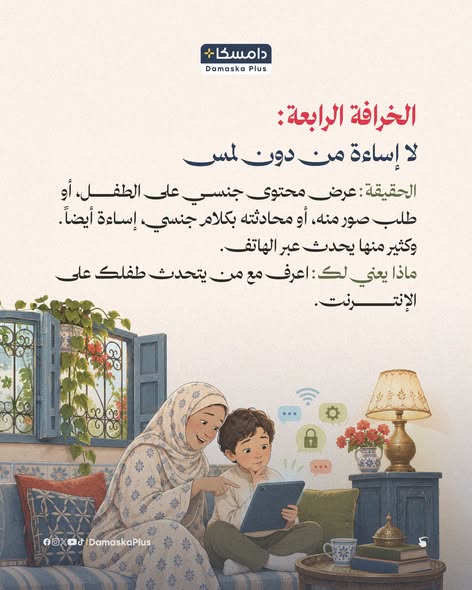 دامسكا+
Damaska Plus
الخرافة الرابعة:
لا إساءة من دون لمس
الحقيقة: عرض محتوى جنسي على الطفل، أو
طلب صور منه، أو محادثته بكلام جنسي، إساءة أيضاً.
وكثير منها يحدث عبر الهاتف.
ماذا يعني لك: اعرف مع من يتحدث طفلك على
الإنترنت.
/DamaskaPlus